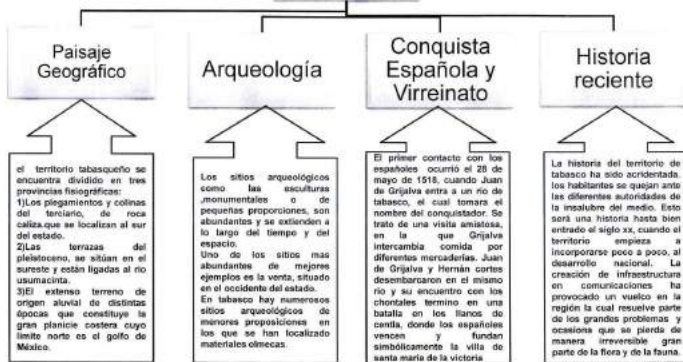 Paisaje
Geográfico
Arqueología
Conquista
Española y
Virreinato
Historia
reciente
el territorio tabasqueño se
encuentra dividido en tres
provincias fisiográficas:
1)Los plegamientos y colinas
del terciario, de roca
caliza.que se localizan al sur
del estado.
2)Las terrazas del
pleistoceno, se sitúan en el
sureste y están ligadas al rio
usumacinta.
3)El extenso terreno de
origen aluvial de distintas
épocas que constituye la
gran planicie costera cuyo
limite norte es el golfo de
México.
Los sitios arqueológicos
como las esculturas
,monumentales o de
pequeñas proporciones, son
abundantes y se extienden a
lo largo del tiempo y del
espacio.
Uno de los sitios mas
abundantes de mejores
ejemplos es la venta, situado
en el occidente del estado.
En tabasco hay numerosos
sitios arqueológicos de
menores proposiciones en
los que se han localizado
materiales olmecas.
El primer contacto con los
españoles ocurrió el 28 de
mayo de 1518, cuando Juan
de Grijalva entra a un rio de
tabasco, el cual tomara el
nombre del conquistador. Se
trato de una visita amistosa,
en la que Grijalva
intercambia comida por
diferentes mercaderías. Juan
de Grijalva y Hernán cortes
desembarcaron en el mismo
rio y su encuentro con los
chontales termino en una
batalla en los llanos de
centla, donde los españoles
vencen y fundan
simbólicamente la villa de
santa marie de la victoria
La historia del territorio de
tabasco ha sido acridentada.
los habitantes se quejan ante
las diferentes autoridades de
la insalubre del medio. Esto
será una historia hasta bien
entrado el siglo xx, cuando el
territorio empieza a
incorporarse poco a poco, al
desarrollo nacional. La
creación de infraestructura
en comunicaciones ha
provocado un vuelco en la
región la cual resuelve parte
de los grandes problemas y
ocasiona que se pierda de
manera irreversible gran
parte de la flora y de la fauna.